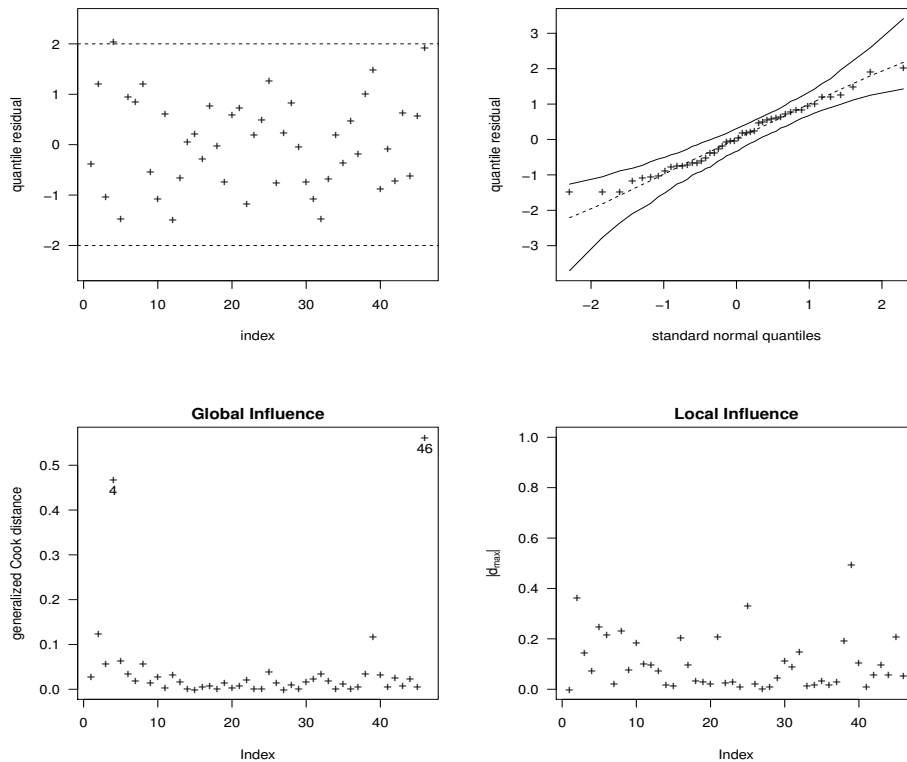 quantile residual
2
1
0
−1
−2
0 10 20 30 40
index
quantile residual
3
2
1
0
−1
−2
−3
−2 −1 0 1 2
standard normal quantiles
Global Influence
generalized Cook distance
0.5
0.4
0.3
0.2
0.1
0.0
4
46
0 10 20 30 40
Index
Local Influence
|dmax|
1.0
0.8
0.6
0.4
0.2
0.0
0 10 20 30 40
Index